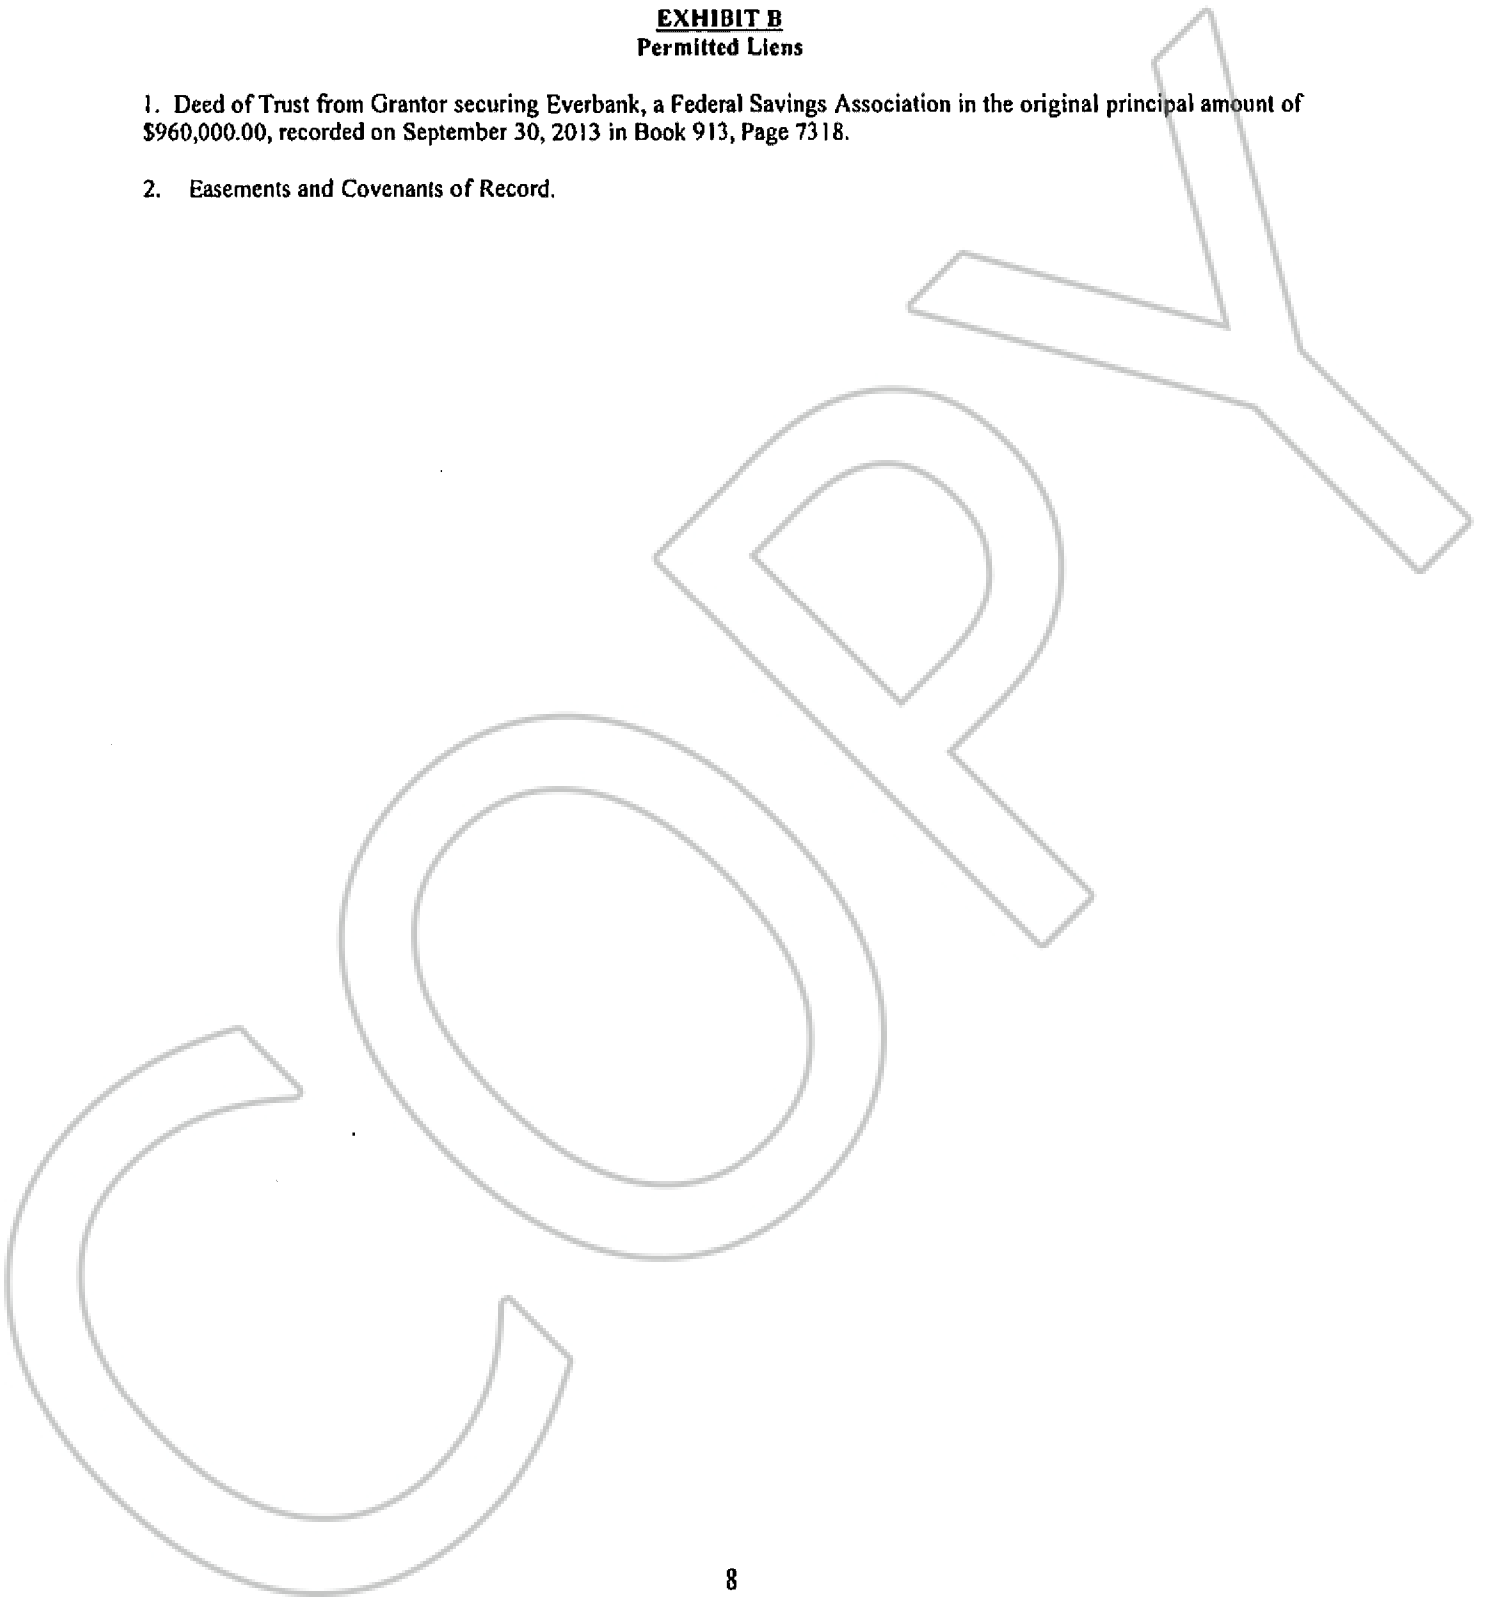 EXHIBIT B
Permitted Liens
1. Deed of Trust from Grantor securing Everbank, a Federal Savings Association in the original principal amount of
$960,000.00, recorded on September 30, 2013 in Book 913, Page 7318.
2. Easements and Covenants of Record.
COPY
8